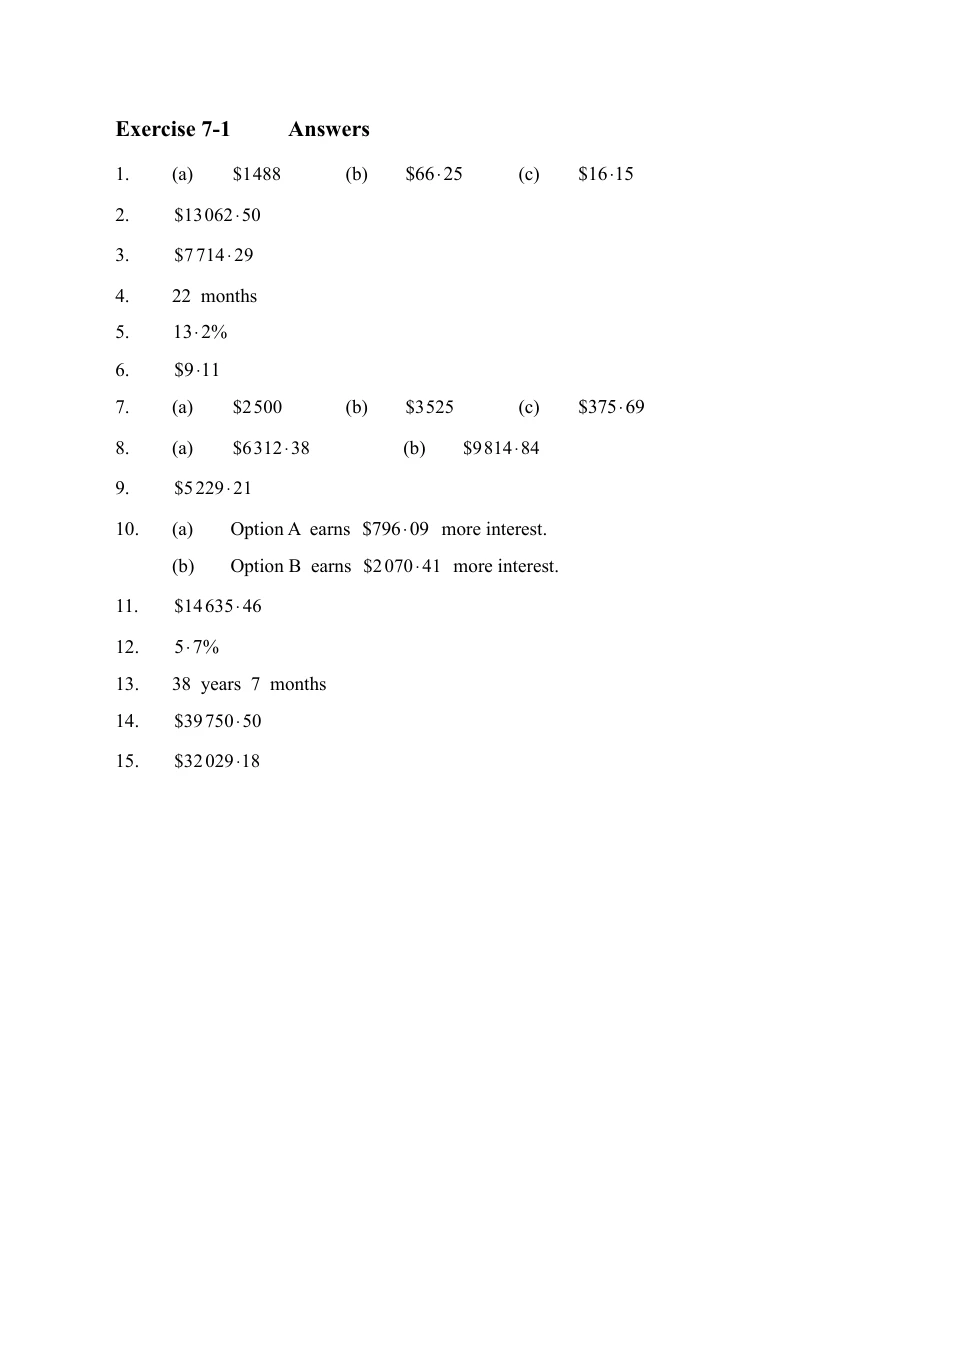 Exercise 7-1 Answers
1. (a) $1488 (b) $66·25 (c) $16·15
2. $13 062·50
3. $7 714·29
4. 22 months
5. 13·2%
6. $9·11
7. (a) $2 500 (b) $3 525 (c) $375·69
8. (a) $6 312·38 (b) $9 814·84
9. $5 229·21
10. (a) Option A earns $796·09 more interest.
(b) Option B earns $2 070·41 more interest.
11. $14 635·46
12. 5·7%
13. 38 years 7 months
14. $39 750·50
15. $32 029·18